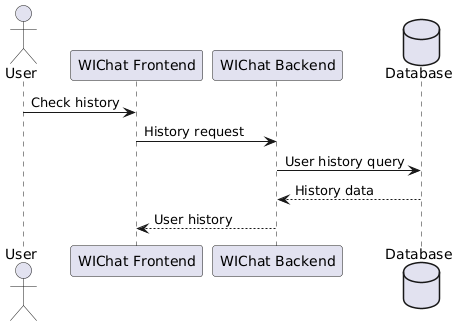 User
WIChat Frontend
WIChat Backend
Database
Check history
History request
User history query
History data
User history
User
WIChat Frontend
WIChat Backend
Database